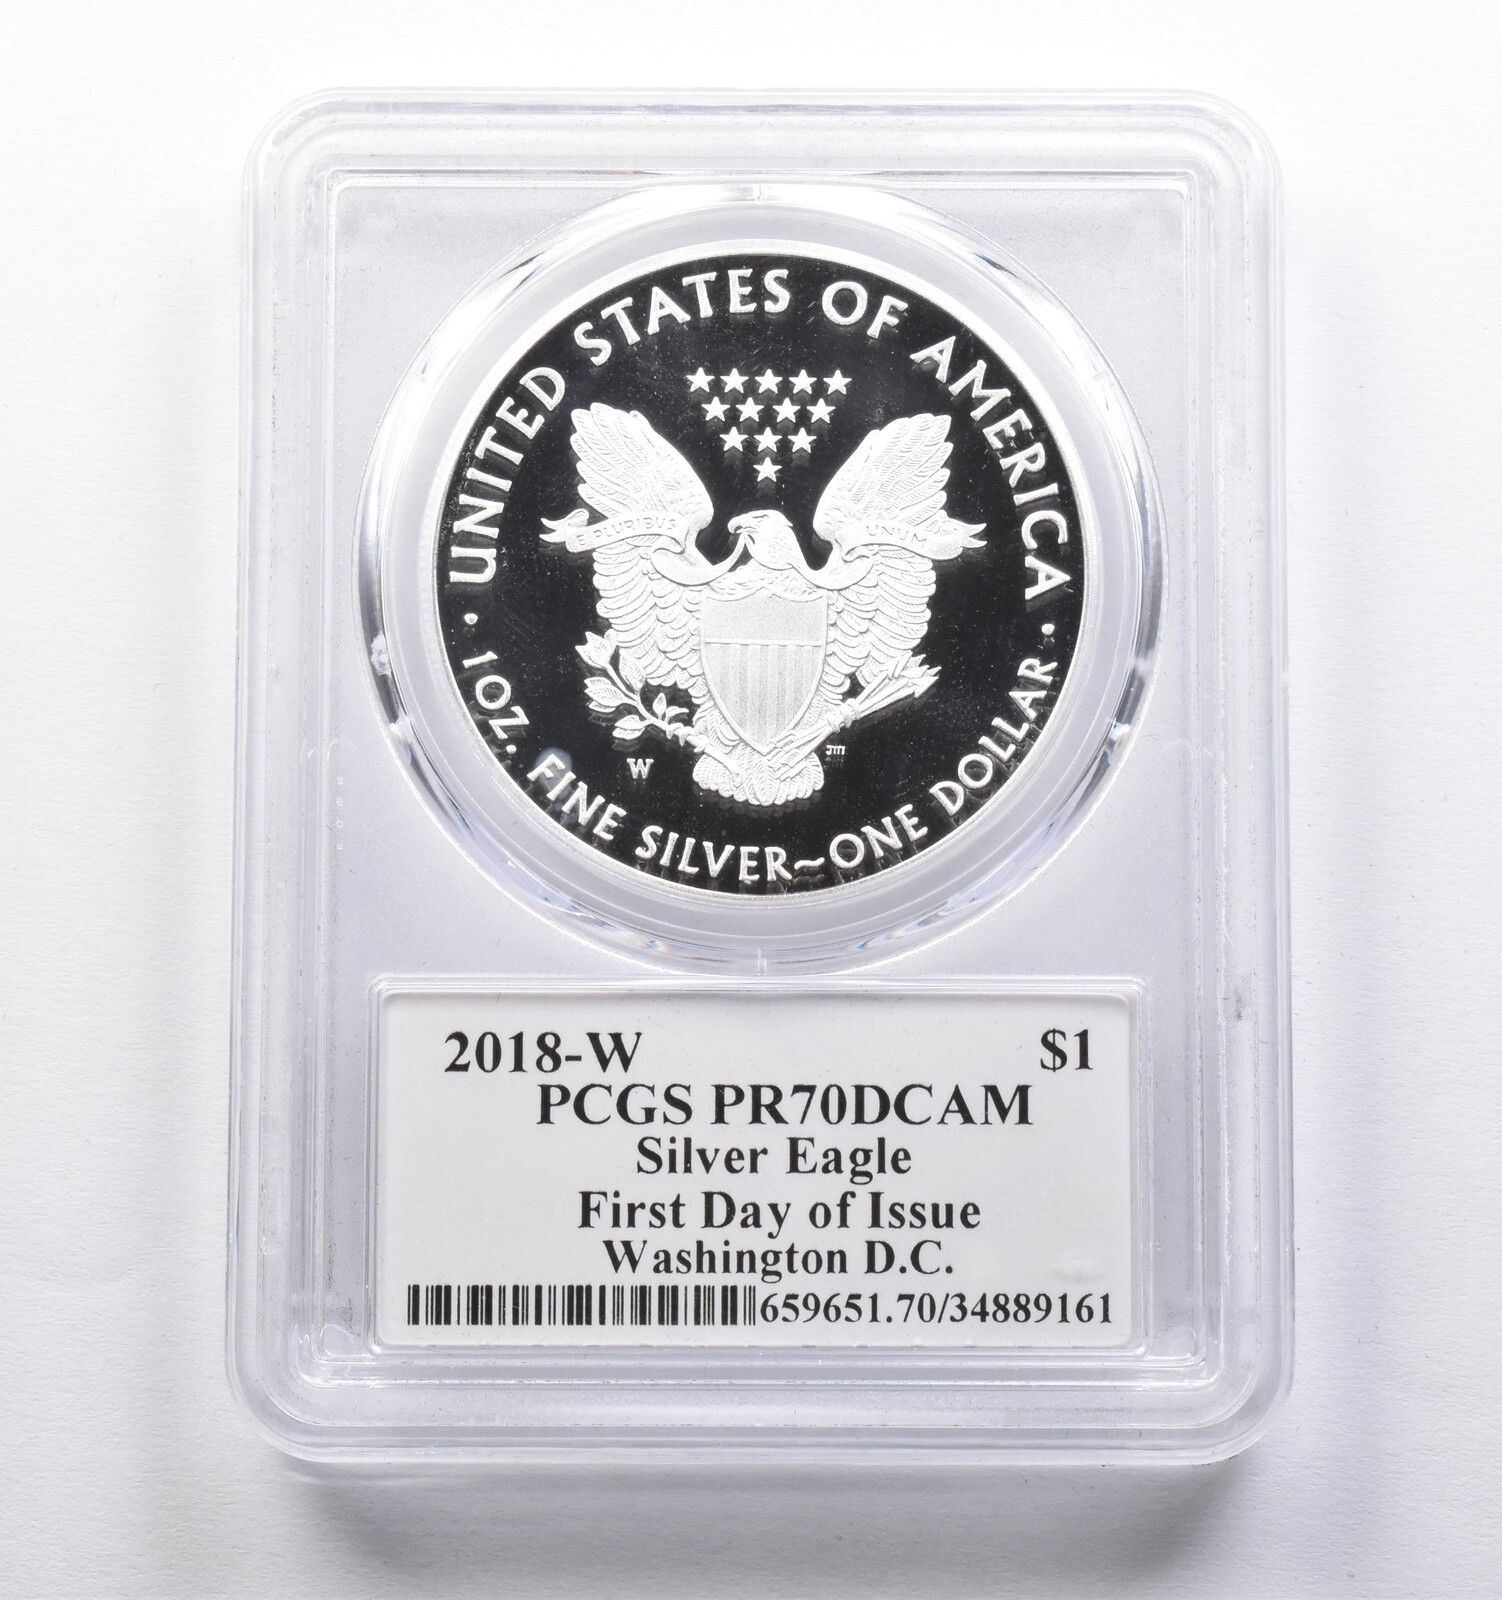 UNITED STATES OF AMERICA
E PLURIBUS UNUM
W
JM
· 1 OZ. FINE SILVER~ONE DOLLAR ·
2018-W $1
PCGS PR70DCAM
Silver Eagle
First Day of Issue
Washington D.C.
659651.70/34889161